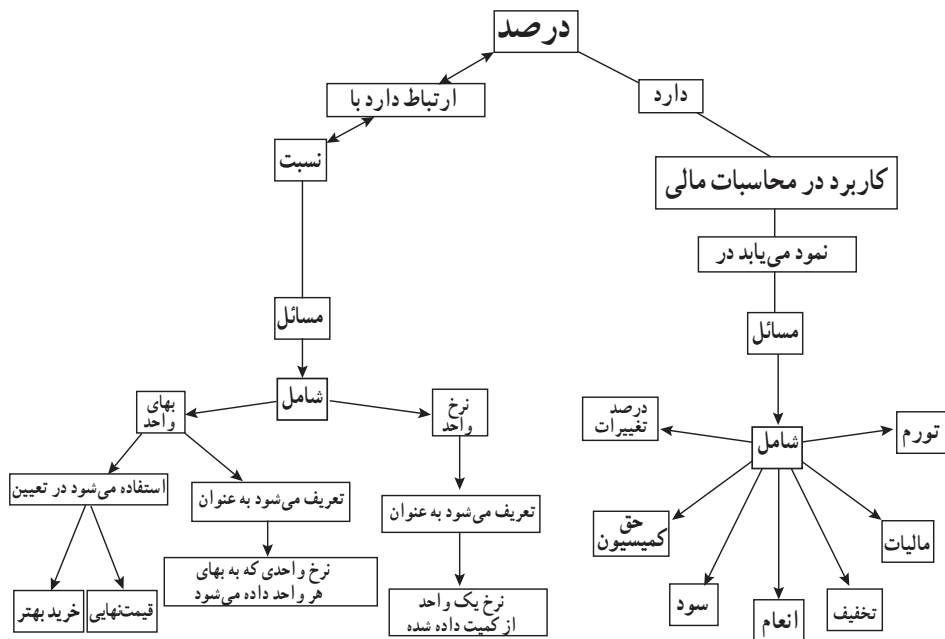 درصد
دارد
ارتباط دارد با
نسبت
کاربرد در محاسبات مالی
نمود می‌یابد در
مسائل
مسائل
شامل
نرخ
واحد
بهای
واحد
درصد
تغییرات
تورم
شامل
استفاده می‌شود در تعیین
تعریف می‌شود به عنوان
تعریف می‌شود به عنوان
حق
کمیسیون
مالیات
نرخ واحدی که به بهای
هر واحد داده می‌شود
نرخ یک واحد
از کمیت داده شده
خرید بهتر
قیمت‌نهایی
سود
انعام
تخفیف